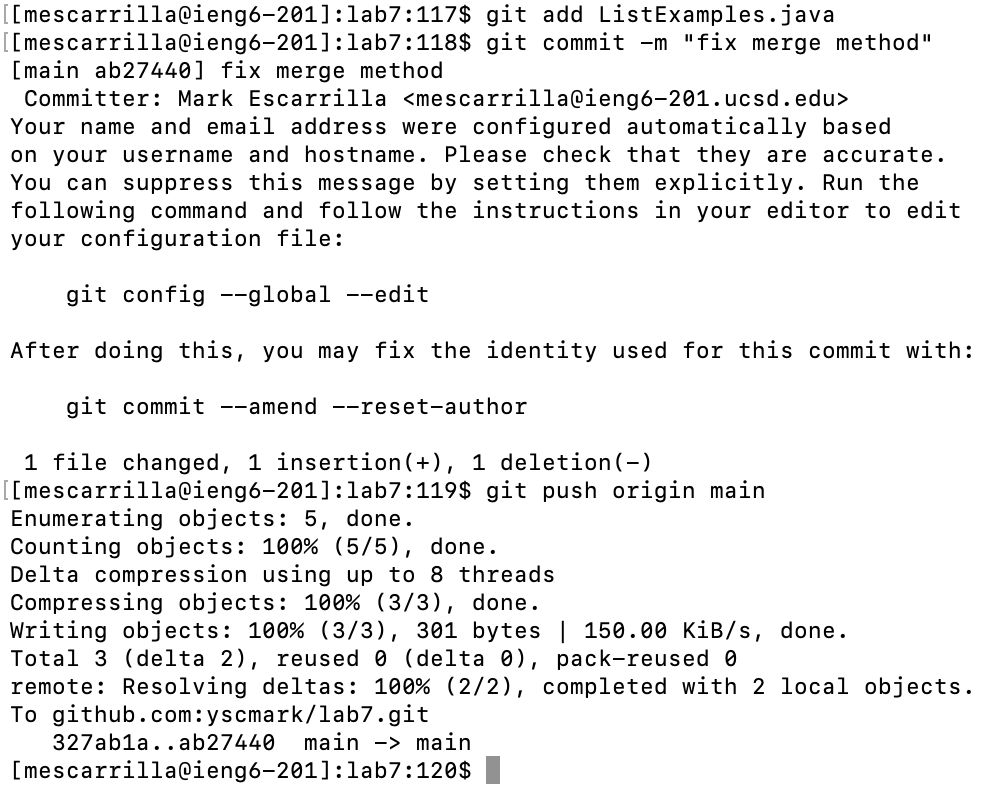 [[mescarrilla@ieng6-201]:lab7:117$ git add ListExamples.java
[[mescarrilla@ieng6-201]:lab7:118$ git commit -m "fix merge method"
[main ab27440] fix merge method
 Committer: Mark Escarrilla <mescarrilla@ieng6-201.ucsd.edu>
Your name and email address were configured automatically based
on your username and hostname. Please check that they are accurate.
You can suppress this message by setting them explicitly. Run the
following command and follow the instructions in your editor to edit
your configuration file:

    git config --global --edit

After doing this, you may fix the identity used for this commit with:

    git commit --amend --reset-author

 1 file changed, 1 insertion(+), 1 deletion(-)
[[mescarrilla@ieng6-201]:lab7:119$ git push origin main
Enumerating objects: 5, done.
Counting objects: 100% (5/5), done.
Delta compression using up to 8 threads
Compressing objects: 100% (3/3), done.
Writing objects: 100% (3/3), 301 bytes | 150.00 KiB/s, done.
Total 3 (delta 2), reused 0 (delta 0), pack-reused 0
remote: Resolving deltas: 100% (2/2), completed with 2 local objects.
To github.com:yscmark/lab7.git
   327ab1a..ab27440  main -> main
[mescarrilla@ieng6-201]:lab7:120$